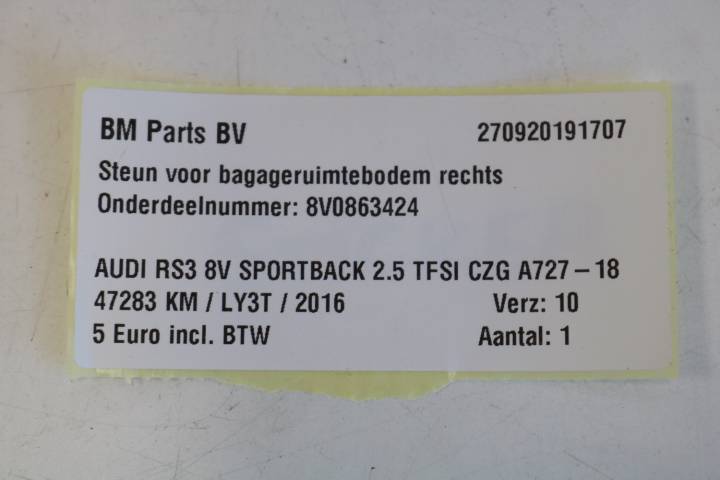 BM Parts BV 270920191707
Steun voor bagageruimtebodem rechts
Onderdeelnummer: 8V0863424
AUDI RS3 8V SPORTBACK 2.5 TFSI CZG A727 – 18
47283 KM / LY3T / 2016 Verz: 10
5 Euro incl. BTW Aantal: 1